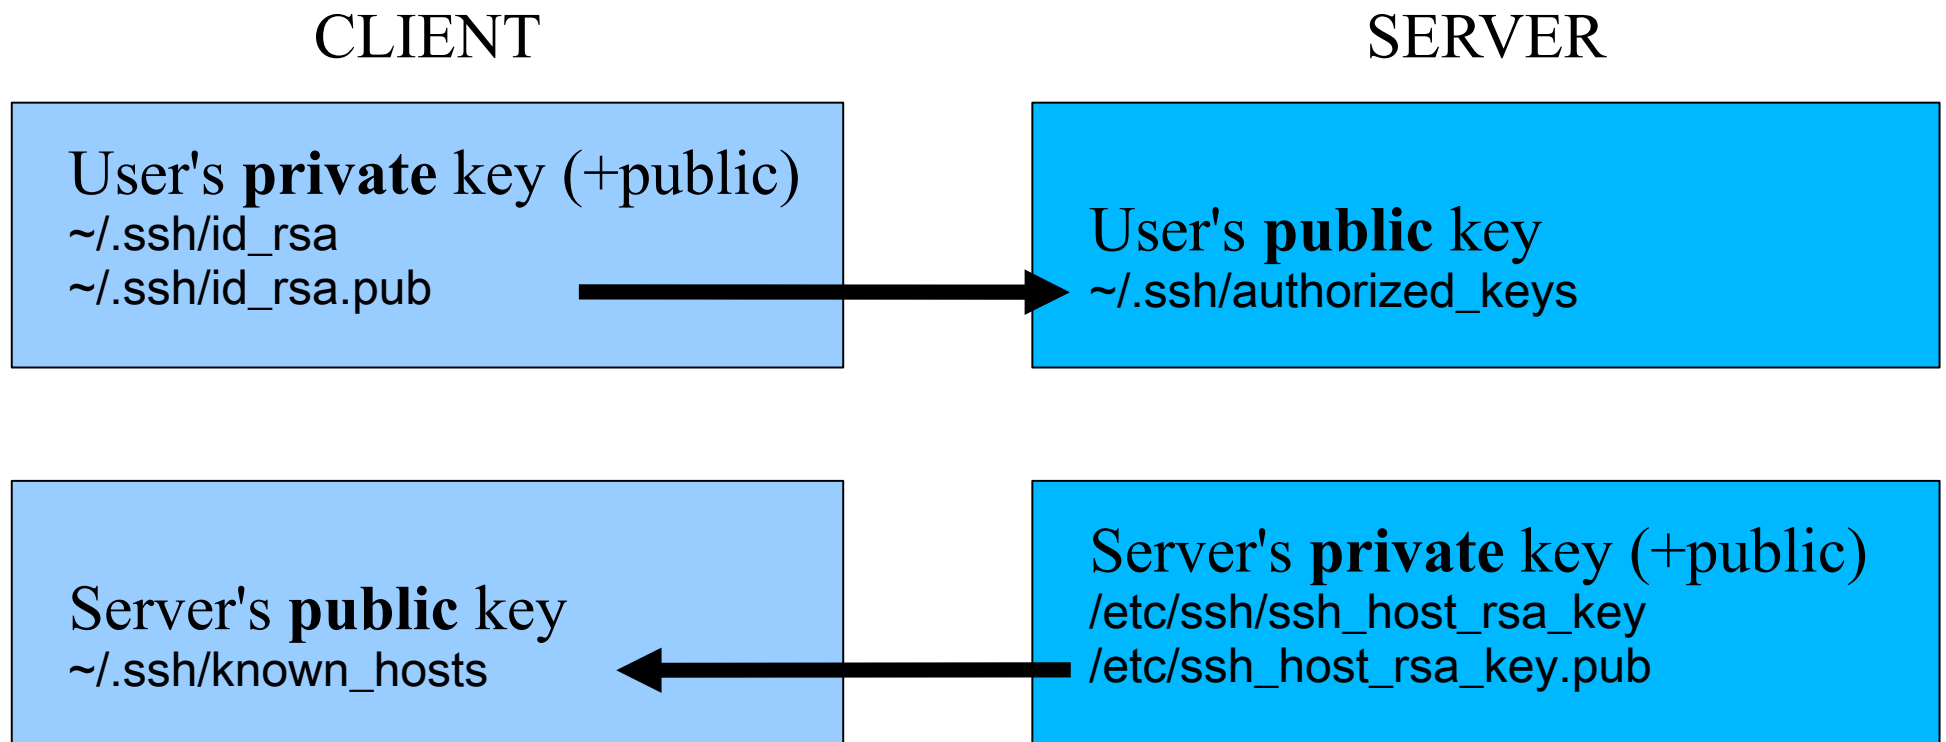 CLIENT
SERVER
User's private key (+public)
~/.ssh/id_rsa
~/.ssh/id_rsa.pub
User's public key
~/.ssh/authorized_keys
Server's public key
~/.ssh/known_hosts
Server's private key (+public)
/etc/ssh/ssh_host_rsa_key
/etc/ssh_host_rsa_key.pub